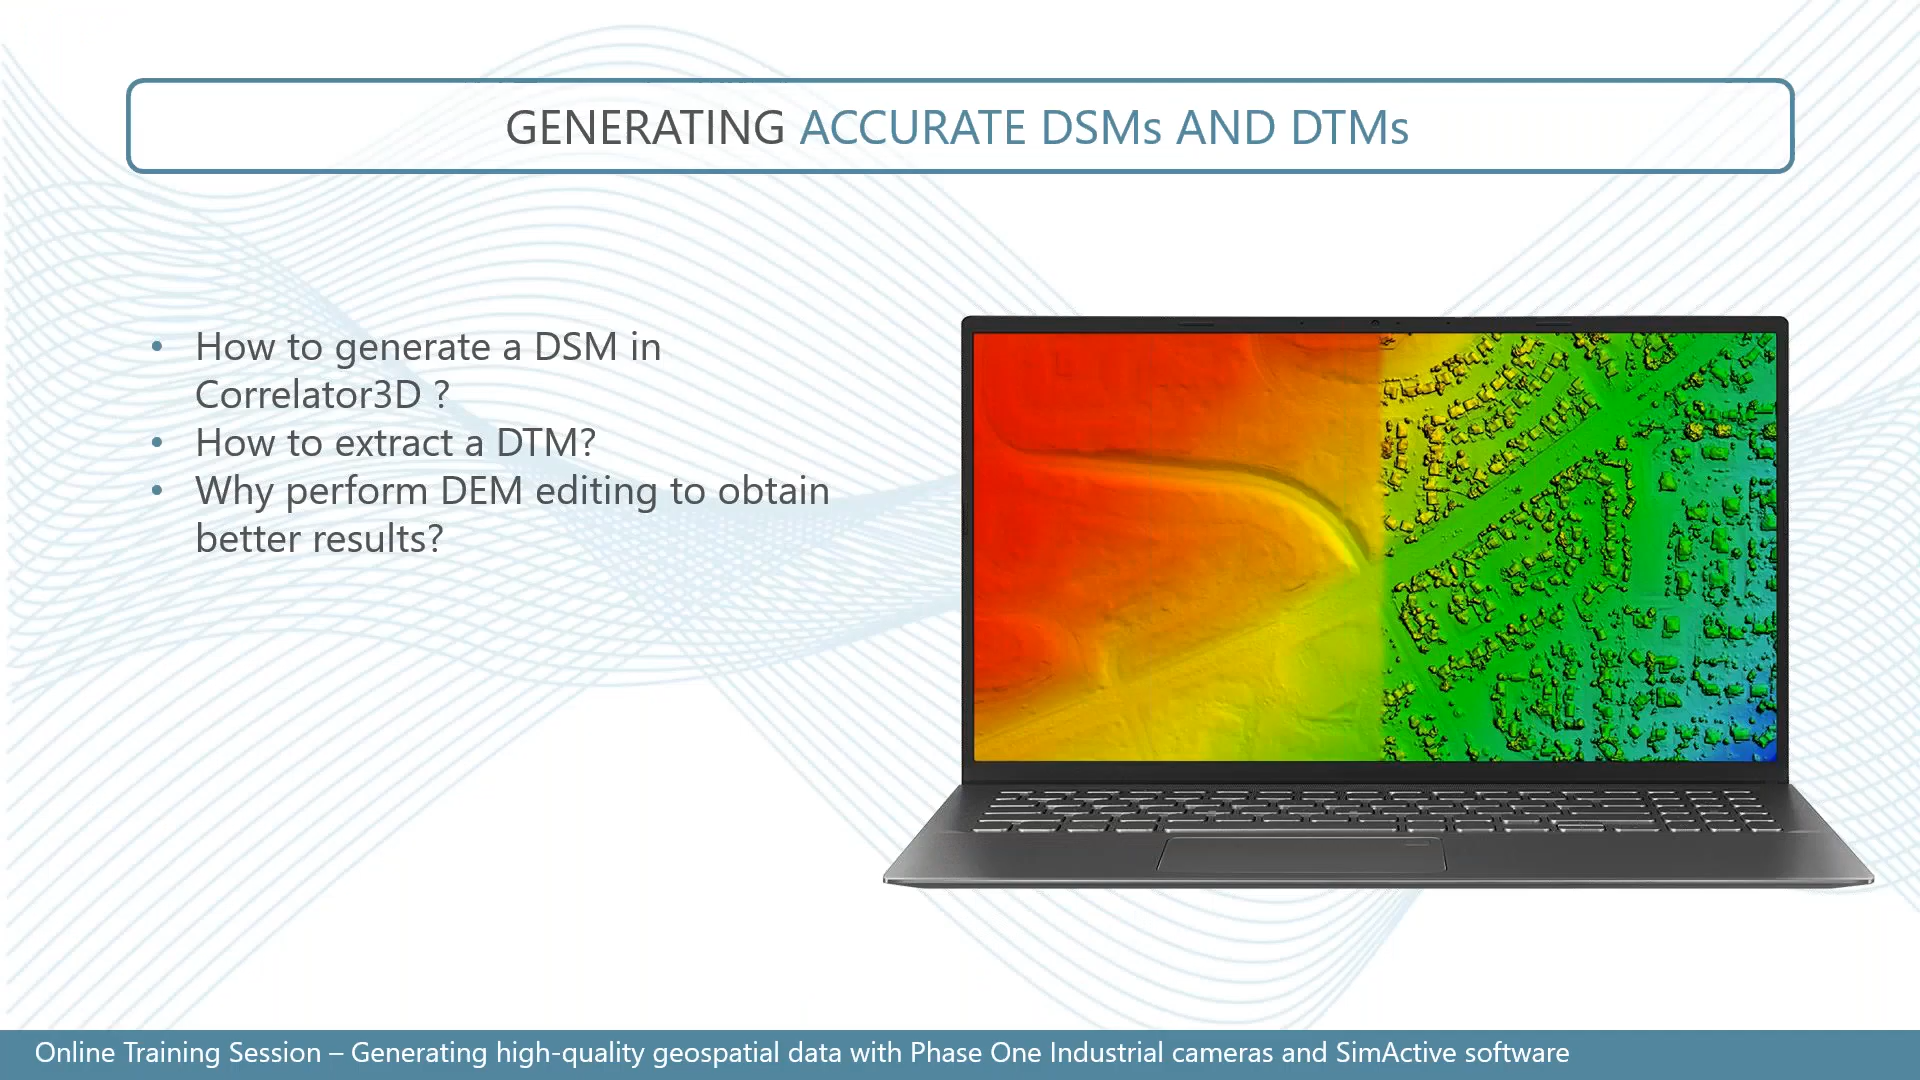 GENERATING ACCURATE DSMs AND DTMs
• How to generate a DSM in
Correlator3D ?
• How to extract a DTM?
• Why perform DEM editing to obtain
better results?
Online Training Session – Generating high-quality geospatial data with Phase One Industrial cameras and SimActive software